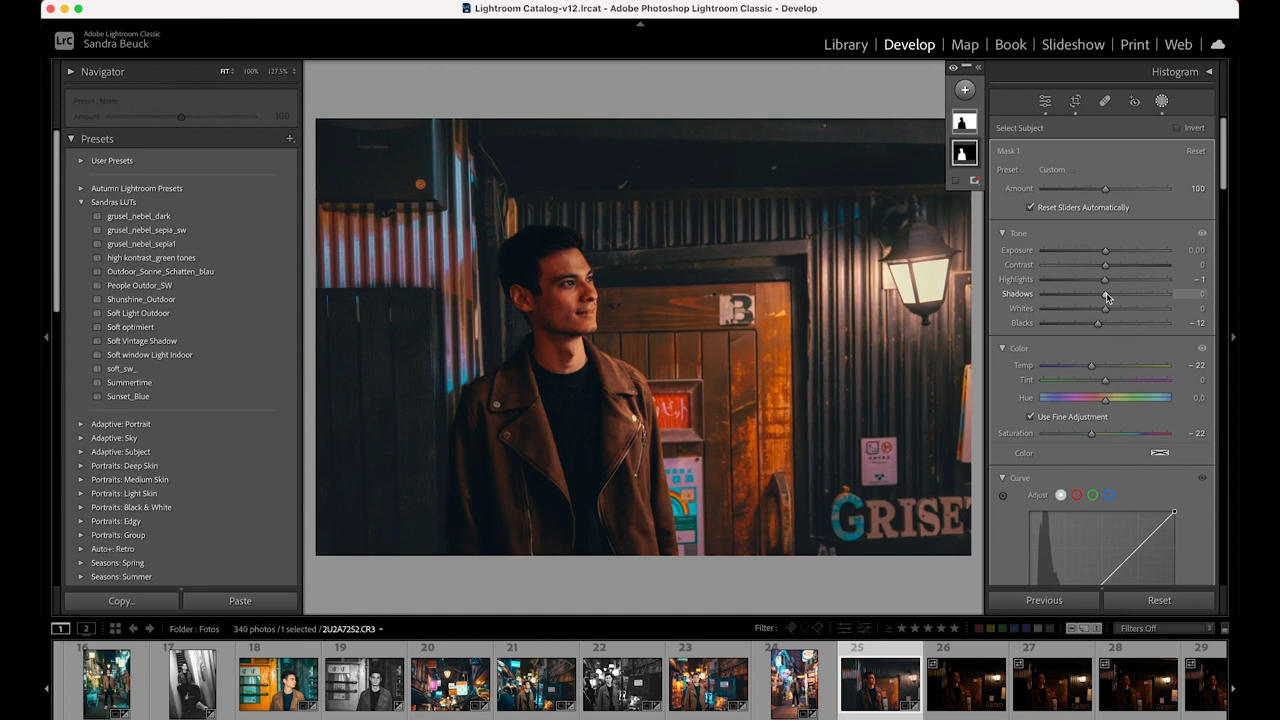 Lightroom Catalog-v12.lrcat - Adobe Photoshop Lightroom Classic - Develop
LrC
Adobe Lightroom Classic
Sandra Beuck
Library | Develop | Map | Book | Slideshow | Print | Web
Navigator
FIT
100%
127,5%
Preset : None
Amount
100
Presets
User Presets
Autumn Lightroom Presets
Sandras LUTs
grusel_nebel_dark
grusel_nebel_sepia_sw
grusel_nebel_sepia1
high kontrast_green tones
Outdoor_Sonne_Schatten_blau
People Outdor_SW
Shunshine_Outdoor
Soft Light Outdoor
Soft optimiert
Soft Vintage Shadow
Soft window Light Indoor
soft_sw_
Summertime
Sunset_Blue
Adaptive: Portrait
Adaptive: Sky
Adaptive: Subject
Portraits: Deep Skin
Portraits: Medium Skin
Portraits: Light Skin
Portraits: Black & White
Portraits: Edgy
Portraits: Group
Auto+: Retro
Seasons: Spring
Seasons: Summer
Copy...
Paste
B
GRISE
Histogram
Select Subject
Invert
Mask 1
Reset
Preset :
Custom
Amount
100
Reset Sliders Automatically
Tone
Exposure
0,00
Contrast
0
Highlights
− 1
Shadows
0
Whites
0
Blacks
− 12
Color
Temp
− 22
Tint
0
Hue
0,0
Use Fine Adjustment
Saturation
− 22
Color
Curve
Adjust
Previous
Reset
1
2
Folder : Fotos
340 photos / 1 selected / 2U2A7252.CR3
Filter :
Filters Off
16
17
18
19
20
21
22
23
24
25
26
27
28
29